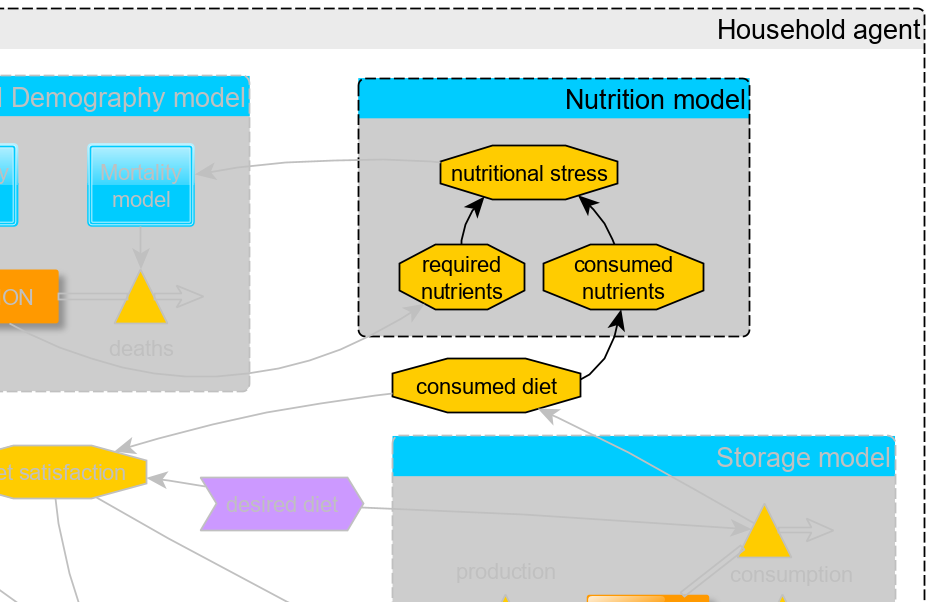 Household agent
Demography model
Nutrition model
Mortality
model
nutritional stress
required
nutrients
consumed
nutrients
ON
deaths
consumed diet
satisfaction
desired diet
Storage model
production
consumption